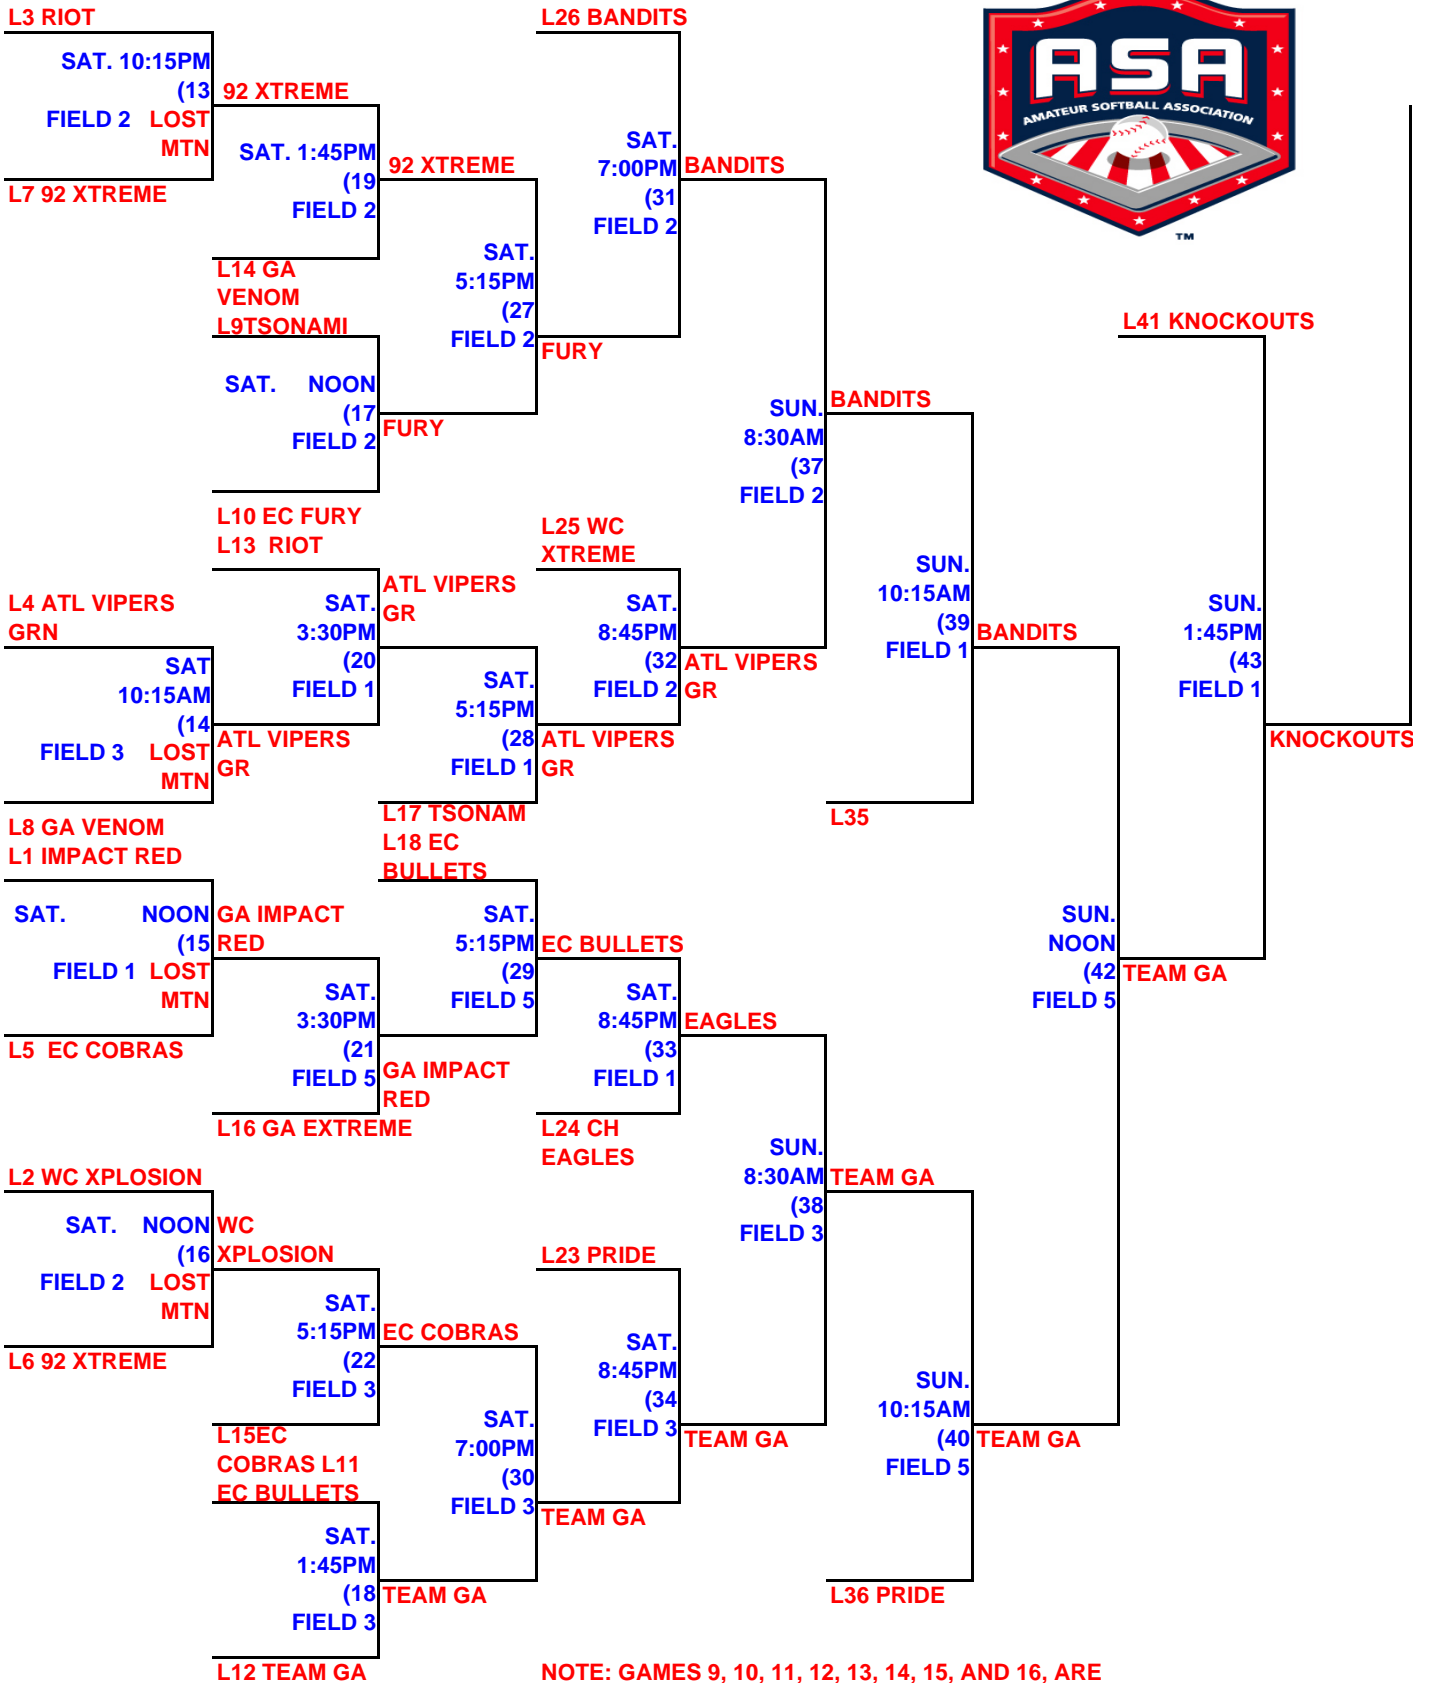 L3 RIOT
SAT. 10:15PM
(13
FIELD 2 LOST
MTN
L7 92 XTREME
92 XTREME
SAT. 1:45PM
(19
FIELD 2
L14 GA
VENOM
L9TSONAMI
92 XTREME
SAT. NOON
(17
FIELD 2
FURY
L10 EC FURY
L13 RIOT
SAT.
5:15PM
(27
FIELD 2
FURY
L26 BANDITS
SAT.
7:00PM
(31
FIELD 2
BANDITS
ASA
AMATEUR SOFTBALL ASSOCIATION
TM
L4 ATL VIPERS
GRN
SAT
10:15AM
(14
FIELD 3 LOST
MTN
L8 GA VENOM
L1 IMPACT RED
ATL VIPERS
GR
SAT.
3:30PM
(20
FIELD 1
ATL VIPERS
GR
SAT.
5:15PM
(28
FIELD 1
L17 TSONAM
L18 EC
BULLETS
L25 WC
XTREME
SAT.
8:45PM
(32
FIELD 2
ATL VIPERS
GR
ATL VIPERS
GR
SUN.
8:30AM
(37
FIELD 2
BANDITS
SUN.
10:15AM
(39
FIELD 1
L35
BANDITS
L41 KNOCKOUTS
SUN.
1:45PM
(43
FIELD 1
KNOCKOUTS
SAT. NOON
(15
FIELD 1 LOST
MTN
L5 EC COBRAS
GA IMPACT
RED
SAT.
3:30PM
(21
FIELD 5
L16 GA EXTREME
GA IMPACT
RED
SAT.
5:15PM
(29
FIELD 5
EC BULLETS
SAT.
8:45PM
(33
FIELD 1
L24 CH
EAGLES
EAGLES
SUN.
8:30AM
(38
FIELD 3
TEAM GA
SUN.
NOON
(42
FIELD 5
TEAM GA
L2 WC XPLOSION
SAT. NOON
(16
FIELD 2 LOST
MTN
L6 92 XTREME
WC
XPLOSION
SAT.
5:15PM
(22
FIELD 3
L15EC
COBRAS L11
EC BULLETS
EC COBRAS
SAT.
1:45PM
(18
FIELD 3
L12 TEAM GA
TEAM GA
SAT.
7:00PM
(30
FIELD 3
TEAM GA
L23 PRIDE
SAT.
8:45PM
(34
FIELD 3
TEAM GA
SUN.
10:15AM
(40
FIELD 5
L36 PRIDE
TEAM GA
NOTE: GAMES 9, 10, 11, 12, 13, 14, 15, AND 16, ARE